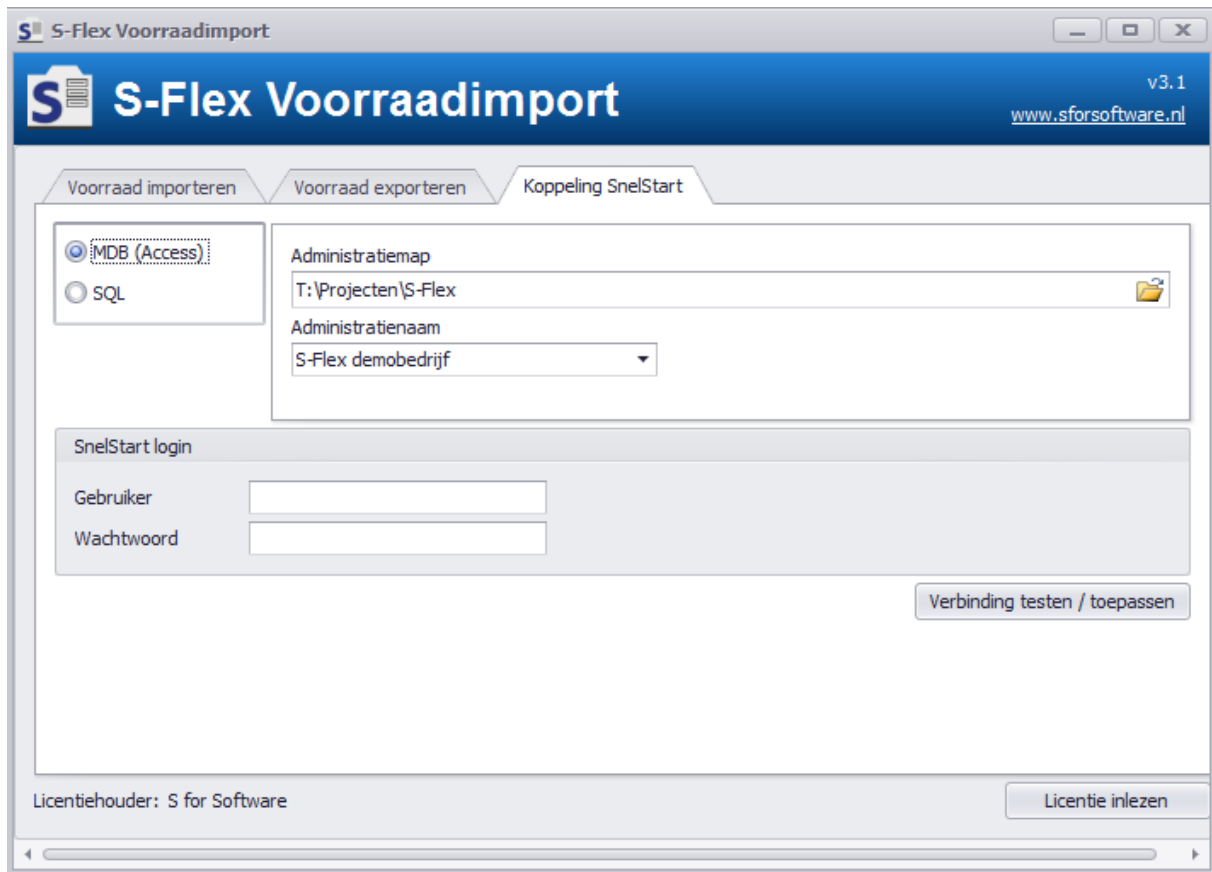 S-Flex Voorraadimport
S-Flex Voorraadimport
v3.1
www.sforsoftware.nl
Voorraad importeren
Voorraad exporteren
Koppeling SnelStart
MDB (Access)
SQL
Administratiemap
T:\Projecten\S-Flex
Administratienaam
S-Flex demobedrijf
SnelStart login
Gebruiker
Wachtwoord
Verbinding testen / toepassen
Licentiehouder: S for Software
Licentie inlezen